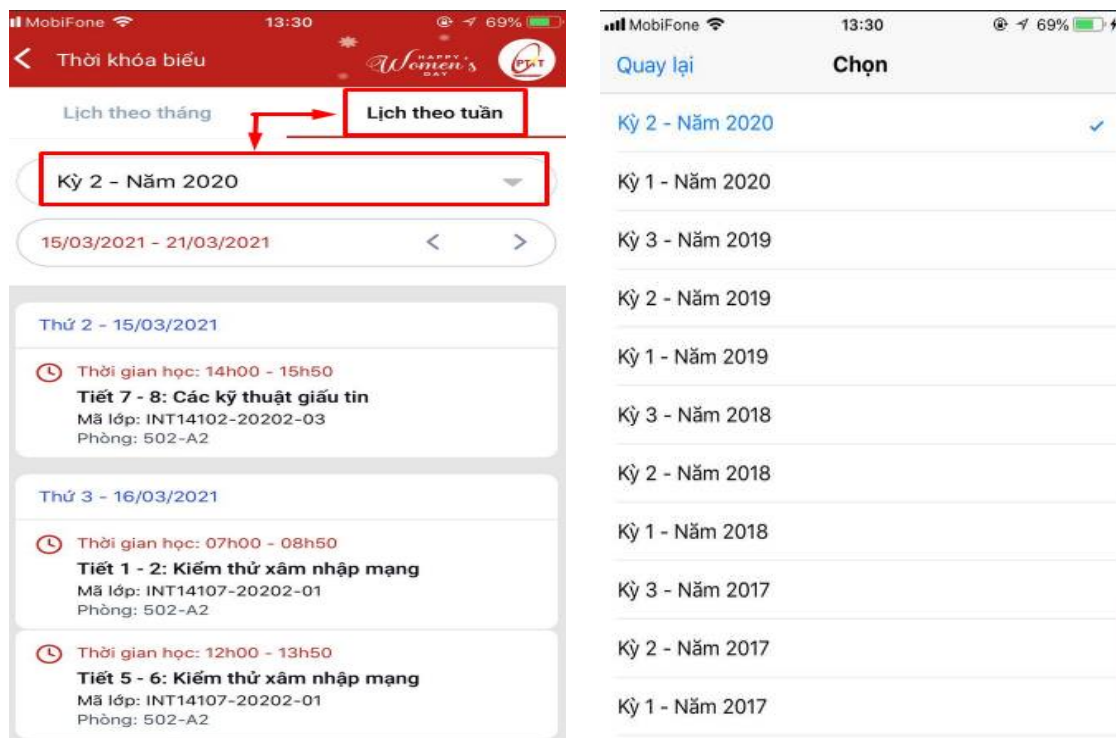 MobiFone 13:30 69%
Thời khóa biểu
HAPPY
Women's
DAY
PTIT
Lịch theo tháng Lịch theo tuần
Kỳ 2 - Năm 2020
15/03/2021 - 21/03/2021 < >
Thứ 2 - 15/03/2021
Thời gian học: 14h00 - 15h50
Tiết 7 - 8: Các kỹ thuật giấu tin
Mã lớp: INT14102-20202-03
Phòng: 502-A2
Thứ 3 - 16/03/2021
Thời gian học: 07h00 - 08h50
Tiết 1 - 2: Kiểm thử xâm nhập mạng
Mã lớp: INT14107-20202-01
Phòng: 502-A2
Thời gian học: 12h00 - 13h50
Tiết 5 - 6: Kiểm thử xâm nhập mạng
Mã lớp: INT14107-20202-01
Phòng: 502-A2
MobiFone 13:30 69%
Quay lại Chọn
Kỳ 2 - Năm 2020
Kỳ 1 - Năm 2020
Kỳ 3 - Năm 2019
Kỳ 2 - Năm 2019
Kỳ 1 - Năm 2019
Kỳ 3 - Năm 2018
Kỳ 2 - Năm 2018
Kỳ 1 - Năm 2018
Kỳ 3 - Năm 2017
Kỳ 2 - Năm 2017
Kỳ 1 - Năm 2017